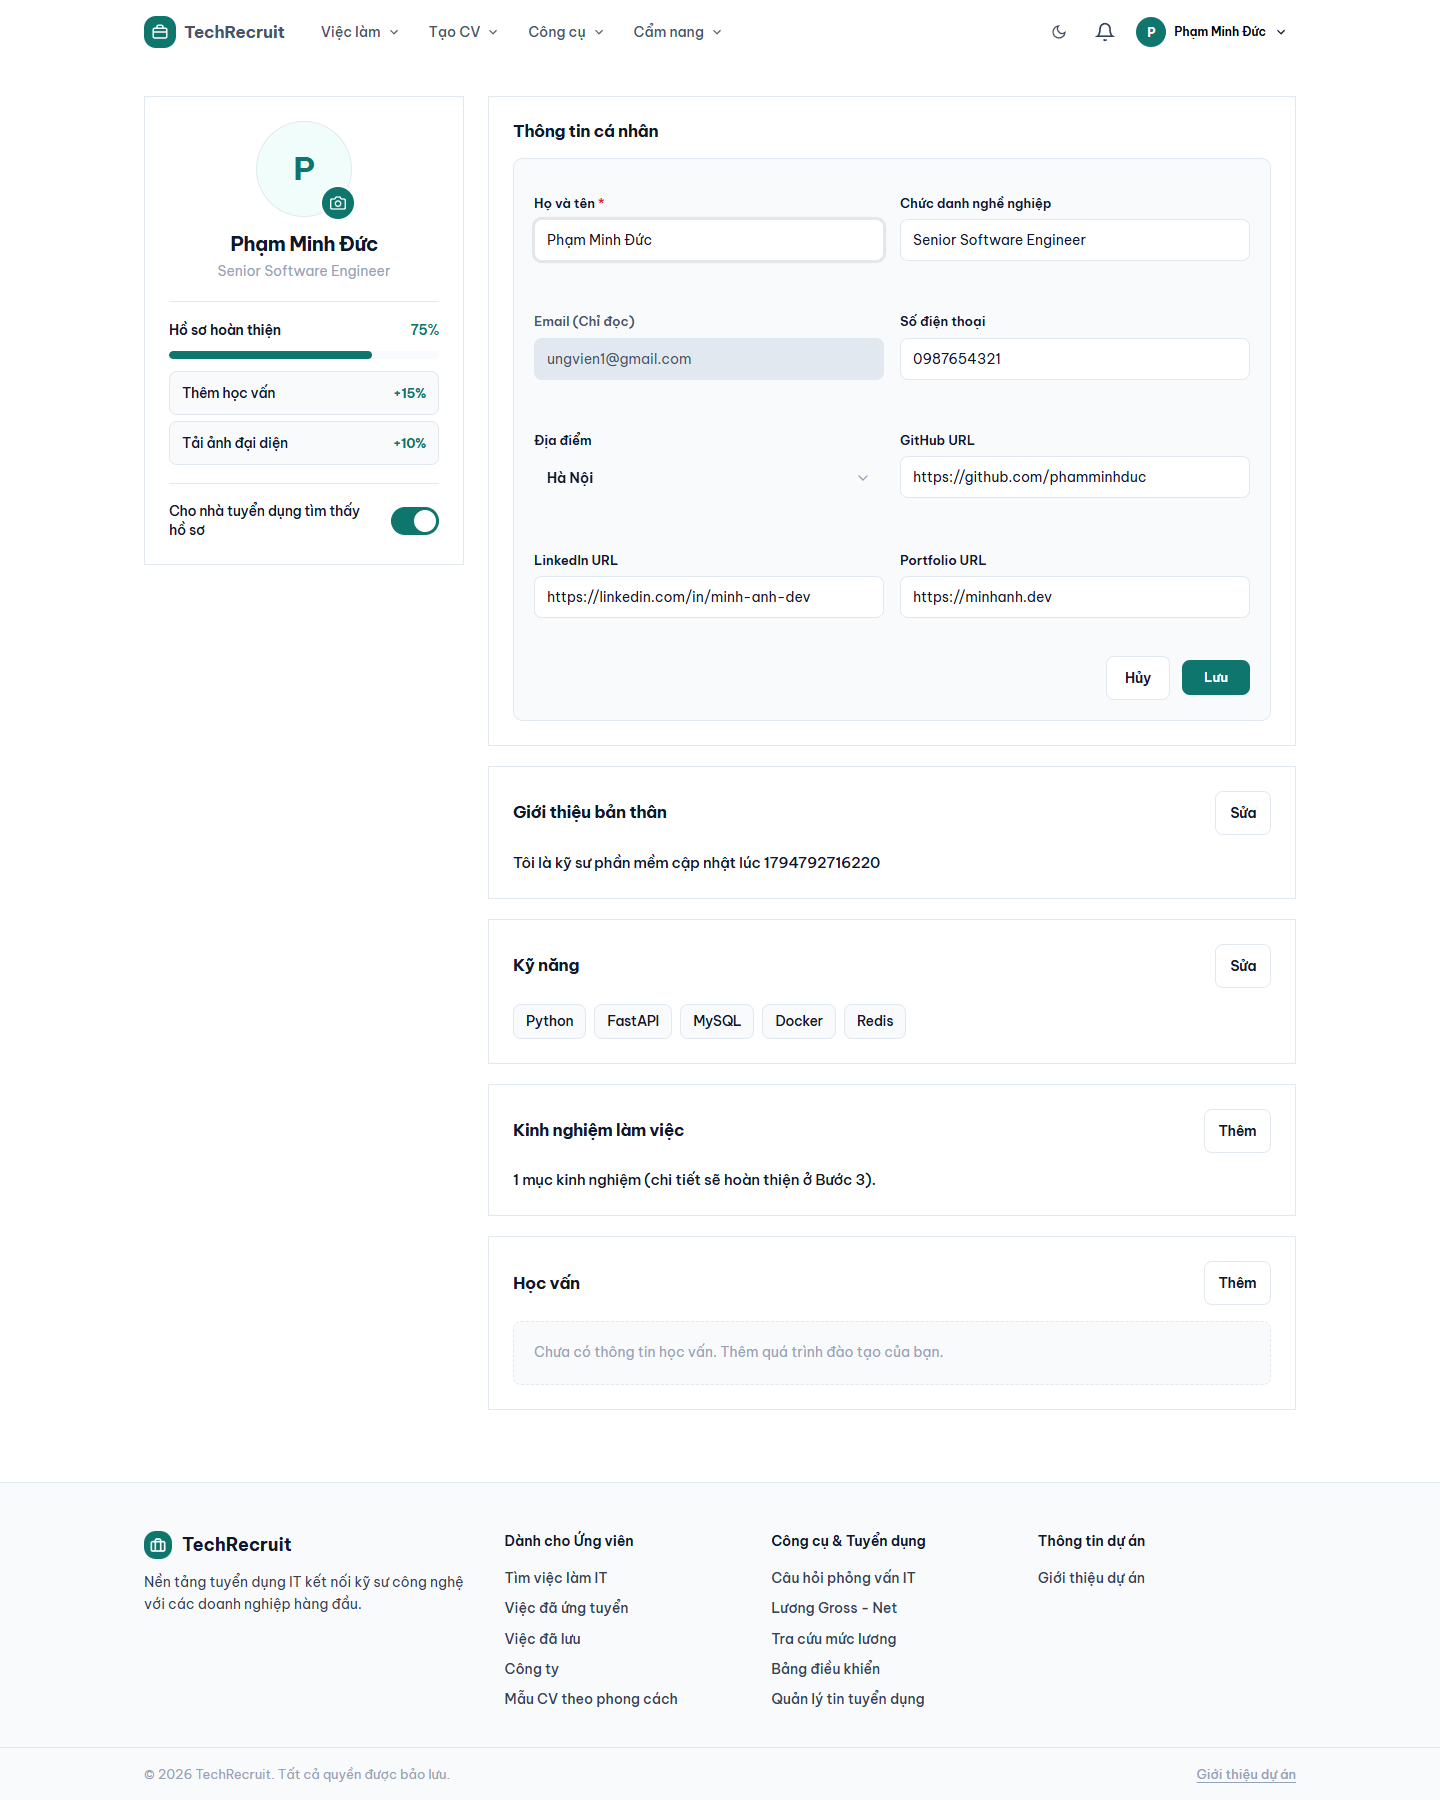 TechRecruit
Việc làm
Tạo CV
Công cụ
Cẩm nang
P
Phạm Minh Đức
P
Phạm Minh Đức
Senior Software Engineer
Hồ sơ hoàn thiện
75%
Thêm học vấn
+15%
Tải ảnh đại diện
+10%
Cho nhà tuyển dụng tìm thấy
hồ sơ
Thông tin cá nhân
Họ và tên *
Chức danh nghề nghiệp
Phạm Minh Đức
Senior Software Engineer
Email (Chỉ đọc)
Số điện thoại
ungvien1@gmail.com
0987654321
Địa điểm
GitHub URL
Hà Nội
https://github.com/phamminhduc
LinkedIn URL
Portfolio URL
https://linkedin.com/in/minh-anh-dev
https://minhanh.dev
Hủy
Lưu
Giới thiệu bản thân
Sửa
Tôi là kỹ sư phần mềm cập nhật lúc 1794792716220
Kỹ năng
Sửa
Python
FastAPI
MySQL
Docker
Redis
Kinh nghiệm làm việc
Thêm
1 mục kinh nghiệm (chi tiết sẽ hoàn thiện ở Bước 3).
Học vấn
Thêm
Chưa có thông tin học vấn. Thêm quá trình đào tạo của bạn.
TechRecruit
Nền tảng tuyển dụng IT kết nối kỹ sư công nghệ
với các doanh nghiệp hàng đầu.
Dành cho Ứng viên
Tìm việc làm IT
Việc đã ứng tuyển
Việc đã lưu
Công ty
Mẫu CV theo phong cách
Công cụ & Tuyển dụng
Câu hỏi phỏng vấn IT
Lương Gross - Net
Tra cứu mức lương
Bảng điều khiển
Quản lý tin tuyển dụng
Thông tin dự án
Giới thiệu dự án
© 2026 TechRecruit. Tất cả quyền được bảo lưu.
Giới thiệu dự án